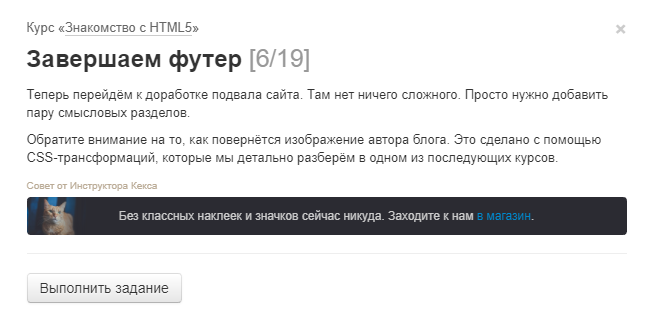 Курс «Знакомство с HTML5»
×
Завершаем футер [6/19]
Теперь перейдём к доработке подвала сайта. Там нет ничего сложного. Просто нужно добавить
пару смысловых разделов.
Обратите внимание на то, как повернётся изображение автора блога. Это сделано с помощью
CSS-трансформаций, которые мы детально разберём в одном из последующих курсов.
Совет от Инструктора Кекса
Без классных наклеек и значков сейчас никуда. Заходите к нам в магазин.
Выполнить задание